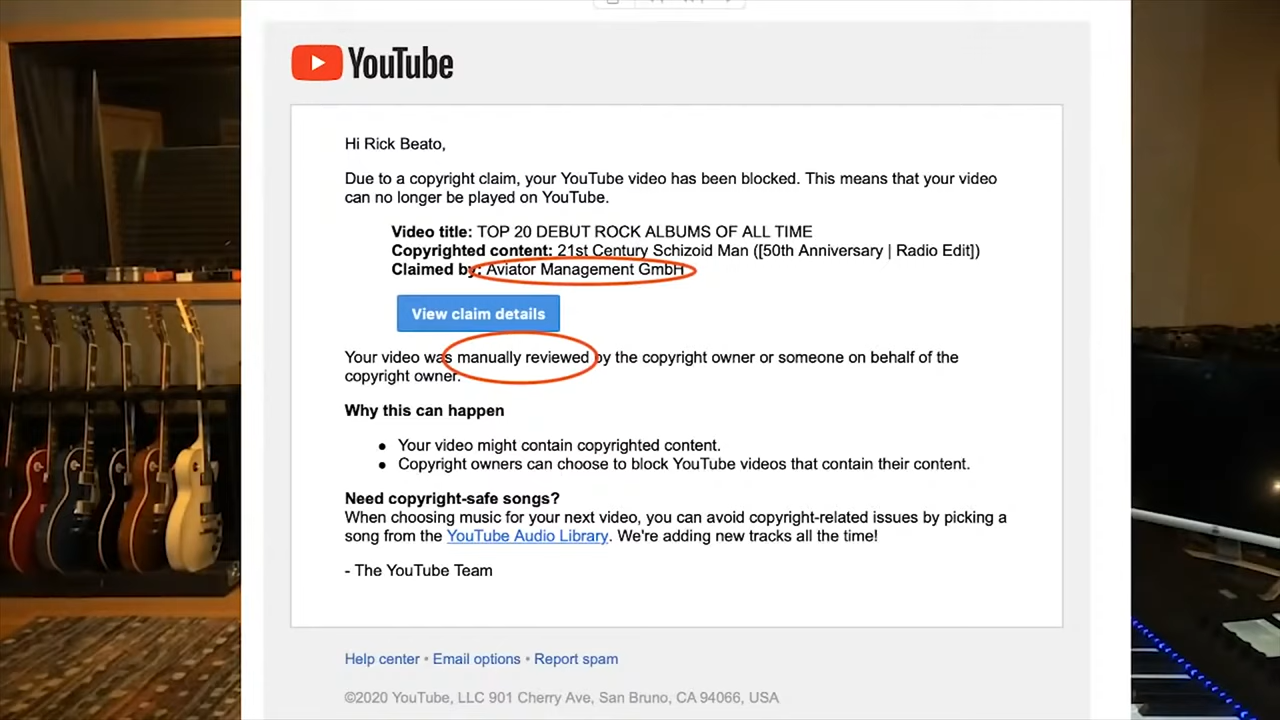 YouTube
Hi Rick Beato,
Due to a copyright claim, your YouTube video has been blocked. This means that your video
can no longer be played on YouTube.
Video title: TOP 20 DEBUT ROCK ALBUMS OF ALL TIME
Copyrighted content: 21st Century Schizoid Man ([50th Anniversary | Radio Edit])
Claimed by: Aviator Management GmbH
View claim details
Your video was manually reviewed by the copyright owner or someone on behalf of the
copyright owner.
Why this can happen
● Your video might contain copyrighted content.
● Copyright owners can choose to block YouTube videos that contain their content.
Need copyright-safe songs?
When choosing music for your next video, you can avoid copyright-related issues by picking a
song from the YouTube Audio Library. We're adding new tracks all the time!
- The YouTube Team
Help center • Email options • Report spam
©2020 YouTube, LLC 901 Cherry Ave, San Bruno, CA 94066, USA